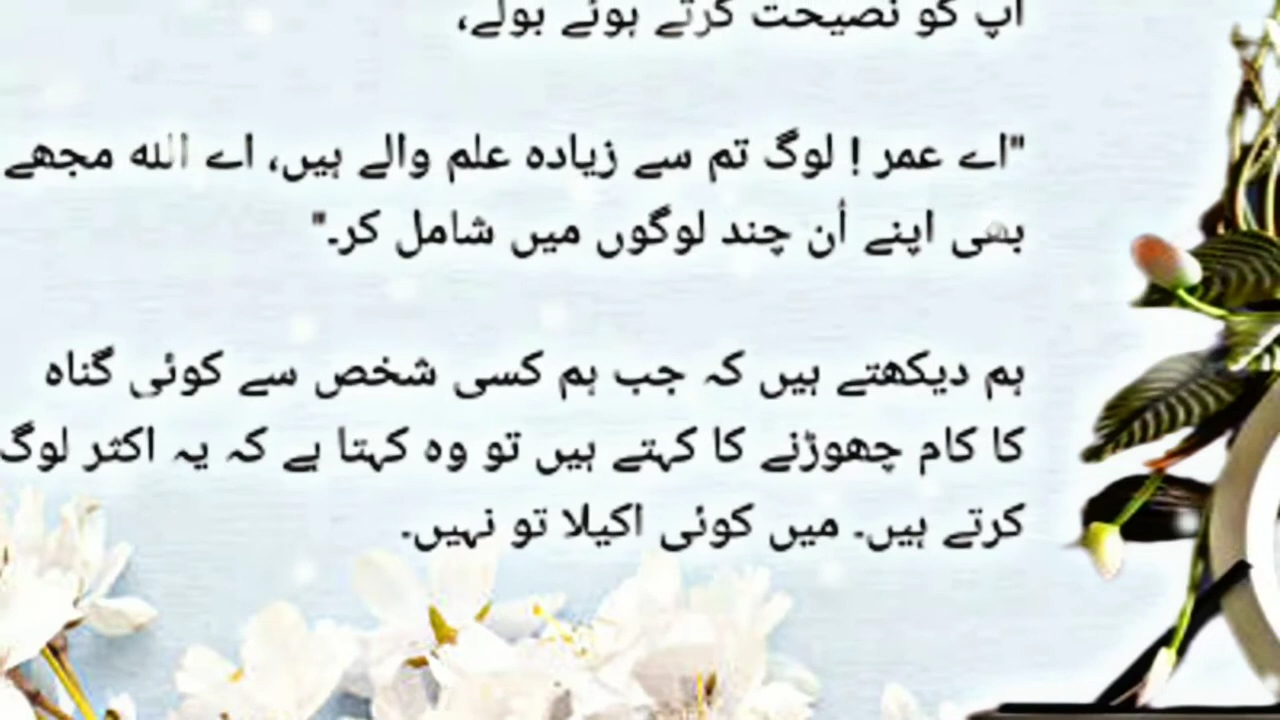 آپ کو نصیحت کرتے ہوئے بولے،
"اے عمر ! لوگ تم سے زیادہ علم والے ہیں، اے اللہ مجھے
بھی اپنے اُن چند لوگوں میں شامل کر۔"
ہم دیکھتے ہیں کہ جب ہم کسی شخص سے کوئی گناہ
کا کام چھوڑنے کا کہتے ہیں تو وہ کہتا ہے کہ یہ اکثر لوگ
کرتے ہیں۔ میں کوئی اکیلا تو نہیں۔